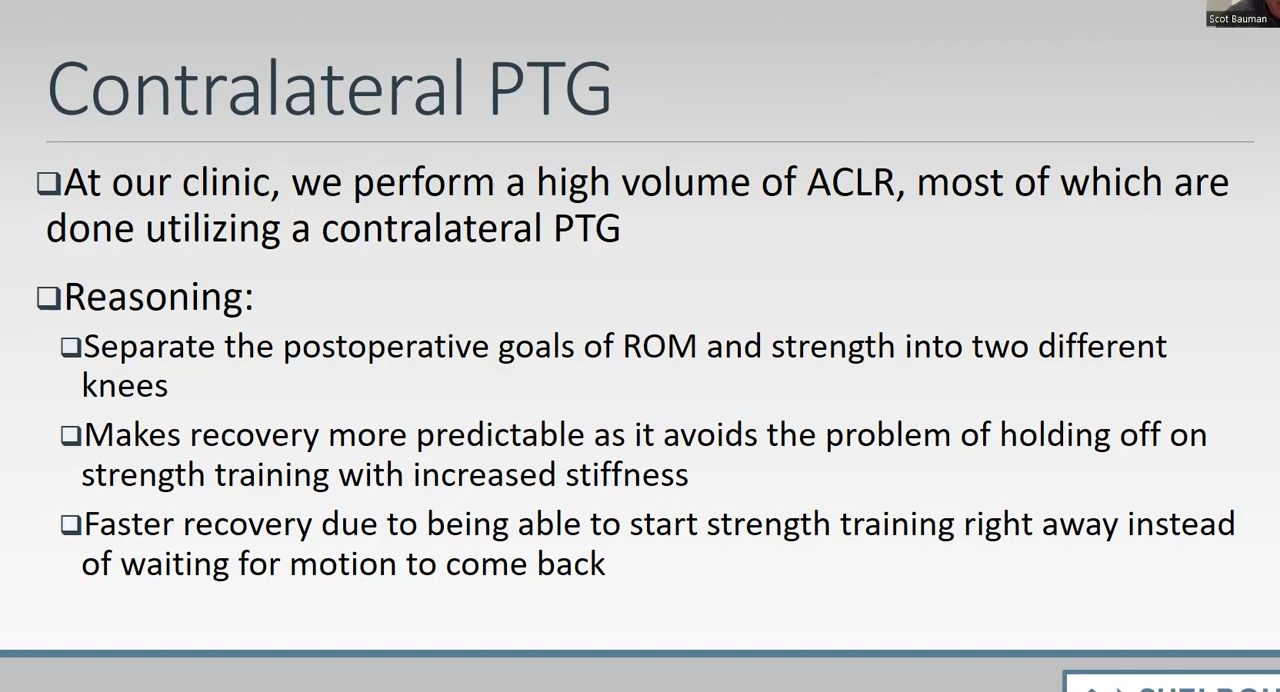 Scot Bauman
Contralateral PTG
❑At our clinic, we perform a high volume of ACLR, most of which are
done utilizing a contralateral PTG
❑Reasoning:
❑Separate the postoperative goals of ROM and strength into two different
knees
❑Makes recovery more predictable as it avoids the problem of holding off on
strength training with increased stiffness
❑Faster recovery due to being able to start strength training right away instead
of waiting for motion to come back